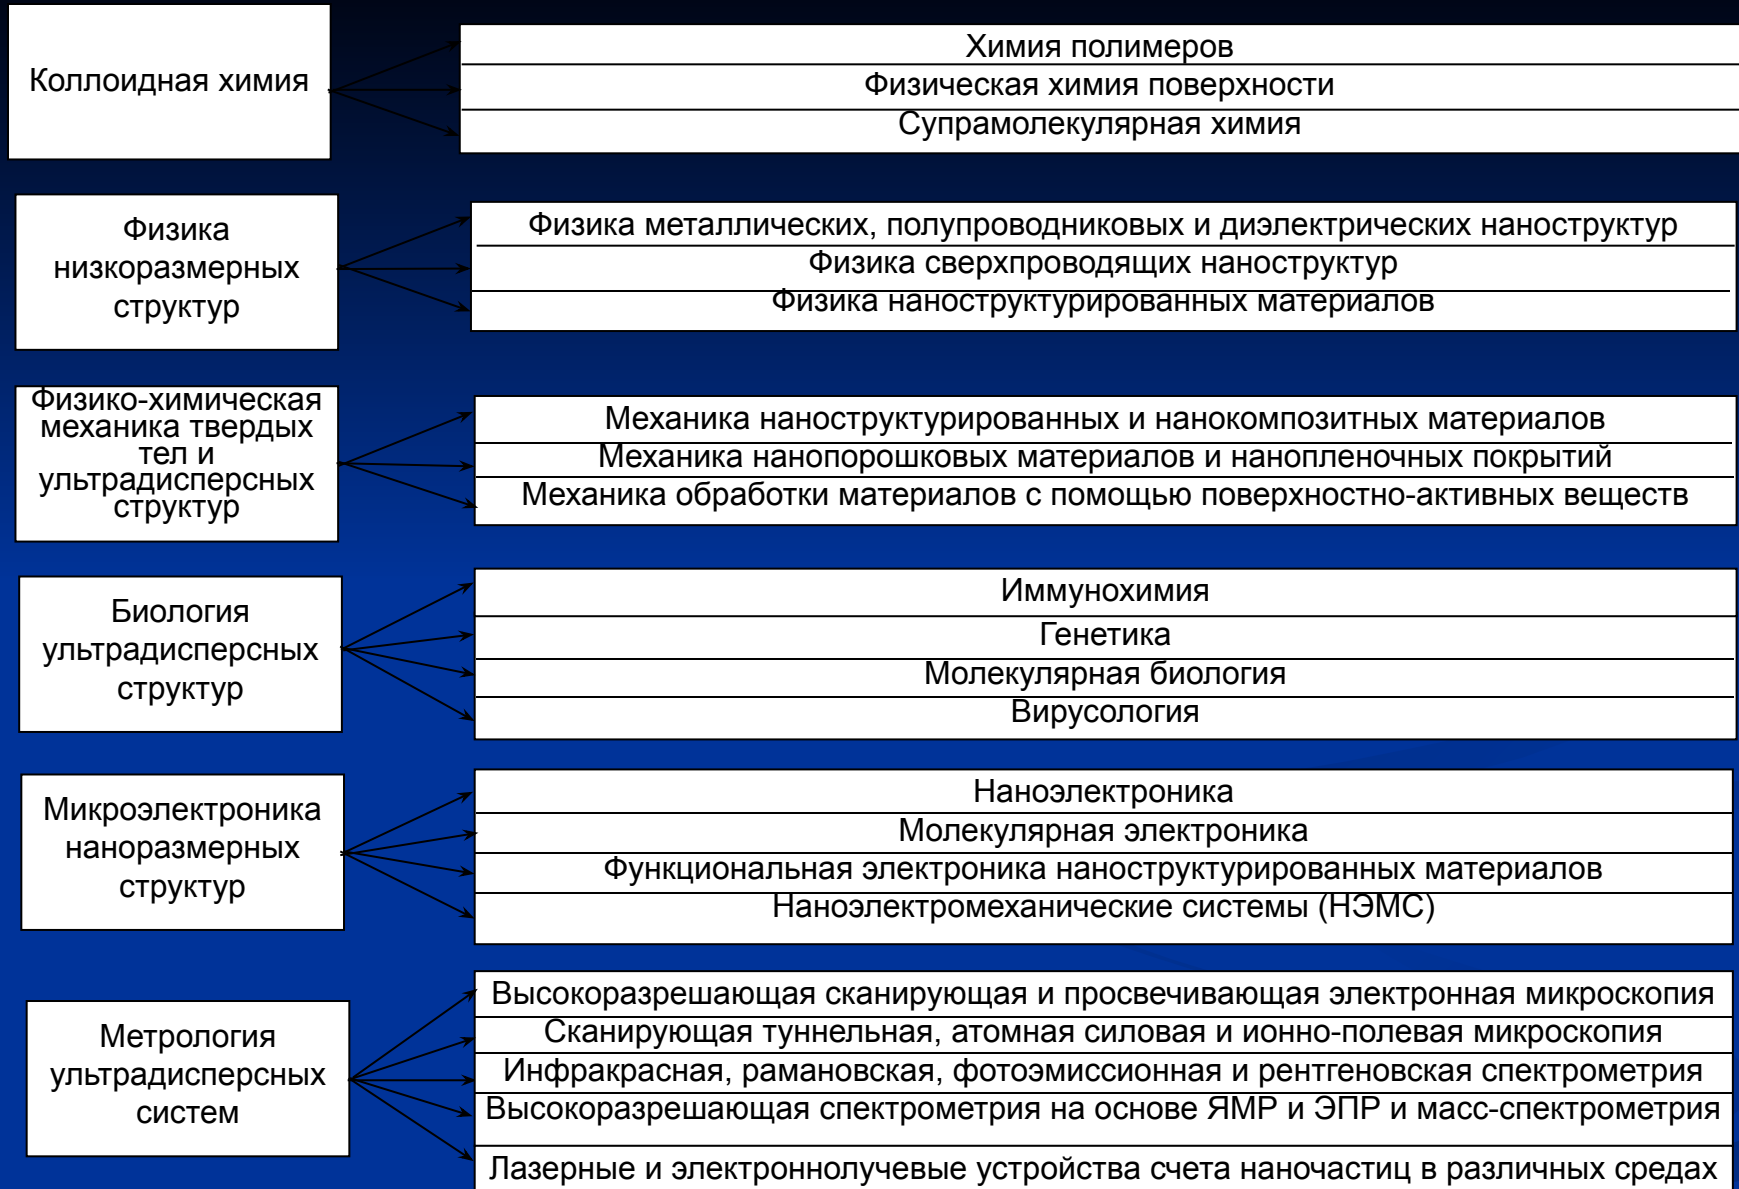 Коллоидная химия
Химия полимеров
Физическая химия поверхности
Супрамолекулярная химия
Физика
низкоразмерных
структур
Физика металлических, полупроводниковых и диэлектрических наноструктур
Физика сверхпроводящих наноструктур
Физика наноструктурированных материалов
Физико-химическая
механика твердых
тел и
ультрадисперсных
структур
Механика наноструктурированных и нанокомпозитных материалов
Механика нанопорошковых материалов и нанопленочных покрытий
Механика обработки материалов с помощью поверхностно-активных веществ
Биология
ультрадисперсных
структур
Иммунохимия
Генетика
Молекулярная биология
Вирусология
Микроэлектроника
наноразмерных
структур
Наноэлектроника
Молекулярная электроника
Функциональная электроника наноструктурированных материалов
Наноэлектромеханические системы (НЭМС)
Метрология
ультрадисперсных
систем
Высокоразрешающая сканирующая и просвечивающая электронная микроскопия
Сканирующая туннельная, атомная силовая и ионно-полевая микроскопия
Инфракрасная, рамановская, фотоэмиссионная и рентгеновская спектрометрия
Высокоразрешающая спектрометрия на основе ЯМР и ЭПР и масс-спектрометрия
Лазерные и электроннолучевые устройства счета наночастиц в различных средах